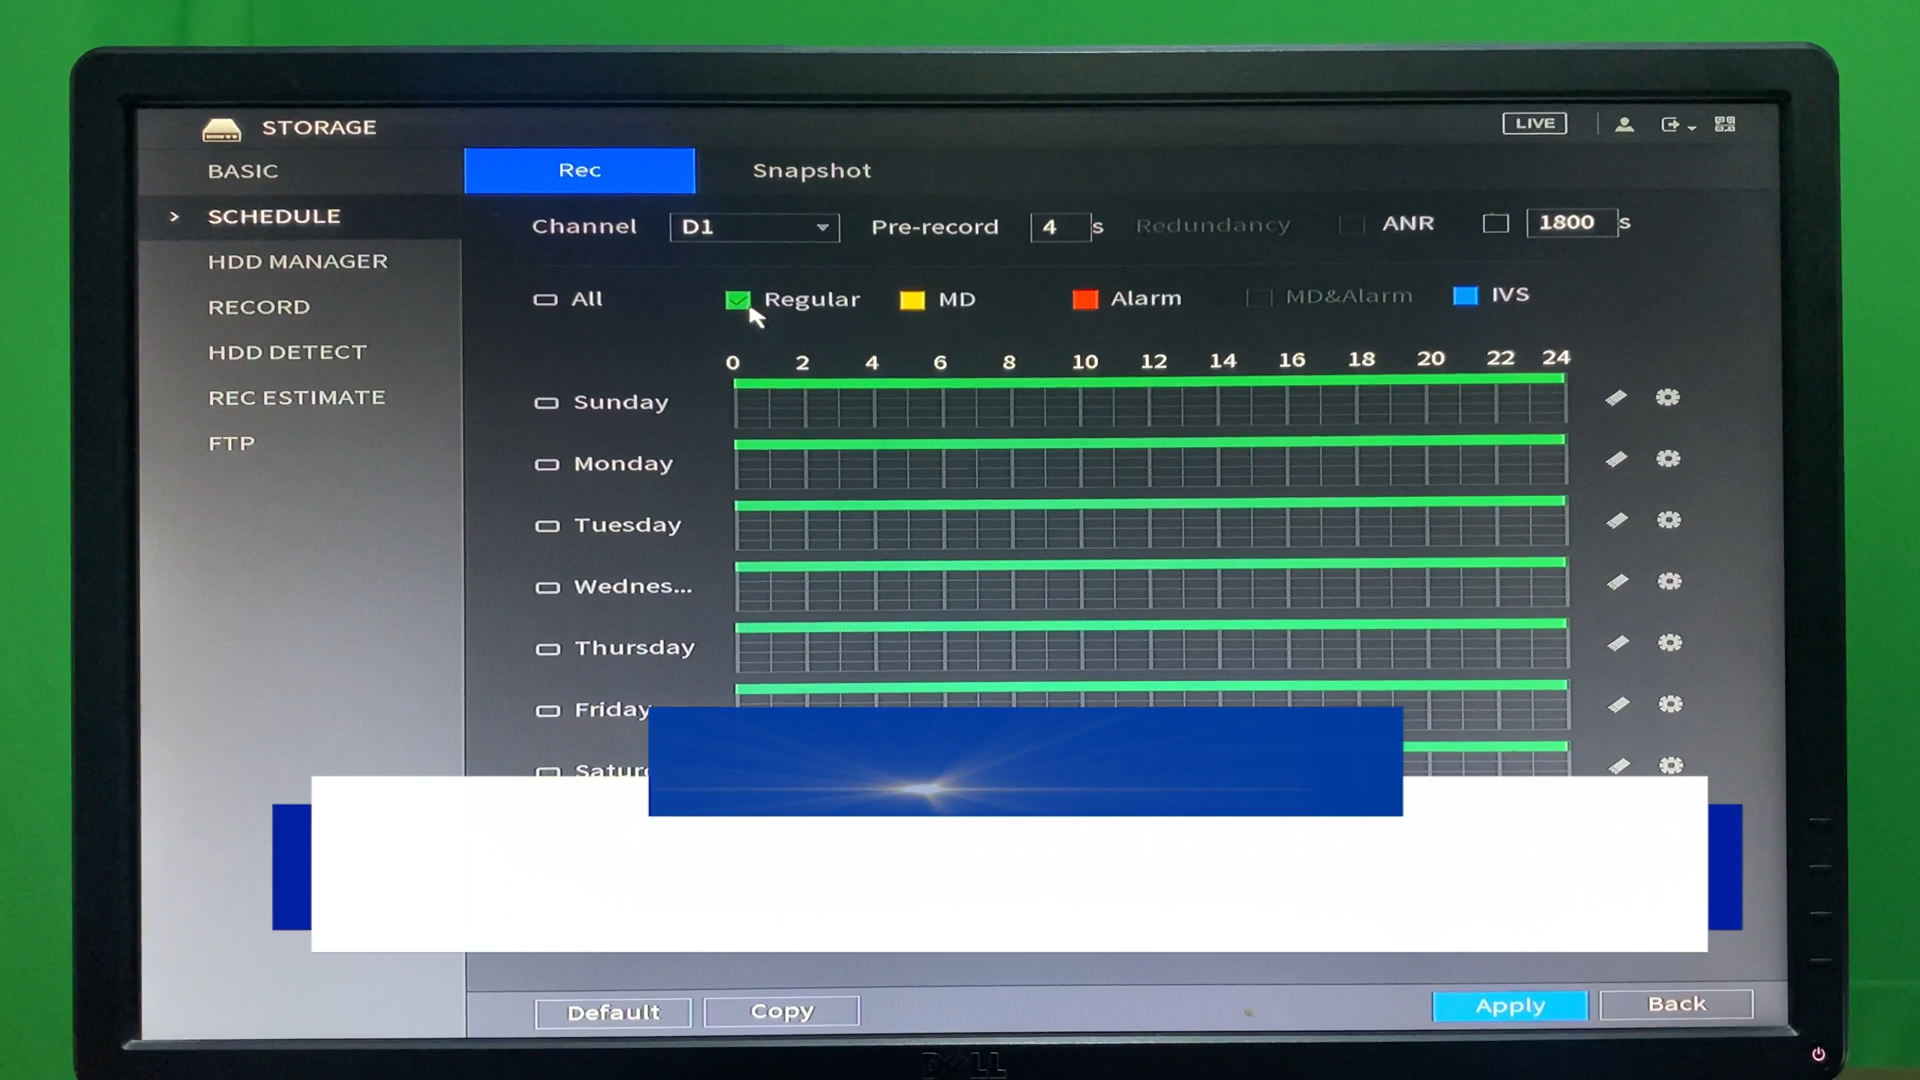 STORAGE
LIVE
BASIC
Rec
Snapshot
> SCHEDULE
Channel D1 Pre-record 4 s Redundancy ANR 1800 s
HDD MANAGER
All Regular MD Alarm MD&Alarm IVS
RECORD
HDD DETECT
0 2 4 6 8 10 12 14 16 18 20 22 24
REC ESTIMATE
Sunday
FTP
Monday
Tuesday
Wednes...
Thursday
Friday
Default Copy Apply Back
DELL